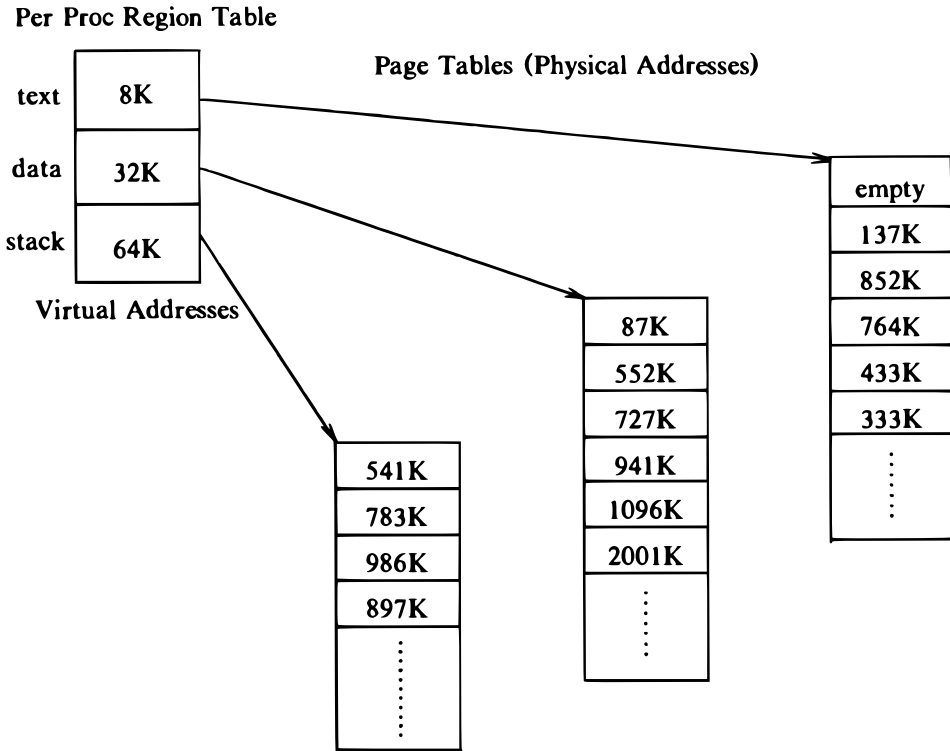 Per Proc Region Table
Page Tables (Physical Addresses)
text 8K
data 32K
stack 64K
Virtual Addresses
empty
137K
852K
764K
433K
333K
87K
552K
727K
941K
1096K
2001K
541K
783K
986K
897K